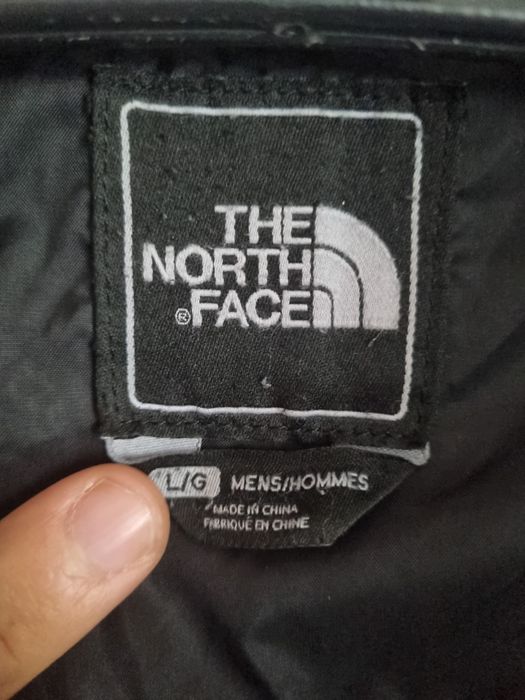 THE
NORTH
®FACE
L/G MENS/HOMMES
MADE IN CHINA
FABRIQUÉ EN CHINE